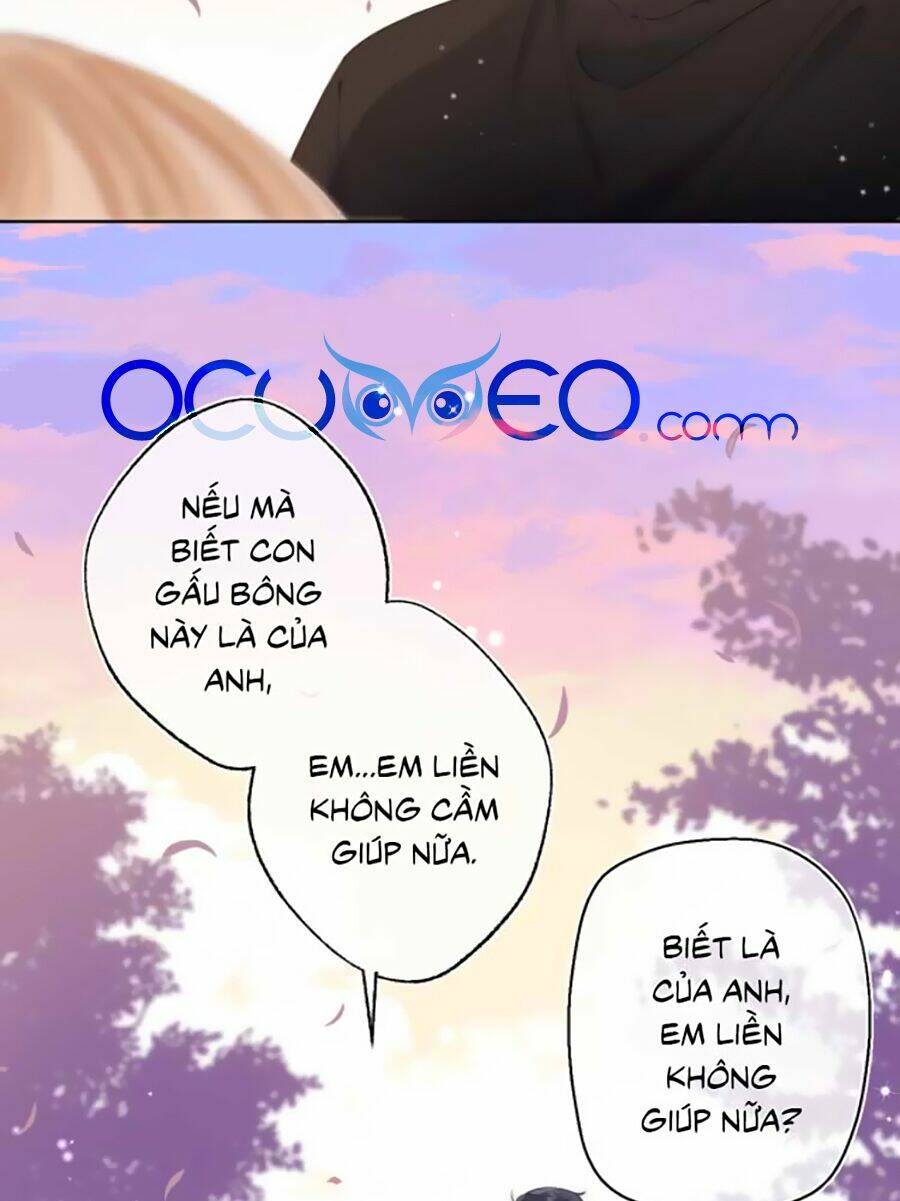 OCUMEO.comm
NẾU MÀ
BIẾT CON
GẤU BÔNG
NÀY LÀ CỦA
ANH,
EM...EM LIỀN
KHÔNG CẦM
GIÚP NỮA.
BIẾT LÀ
CỦA ANH,
EM LIỀN
KHÔNG
GIÚP NỮA?